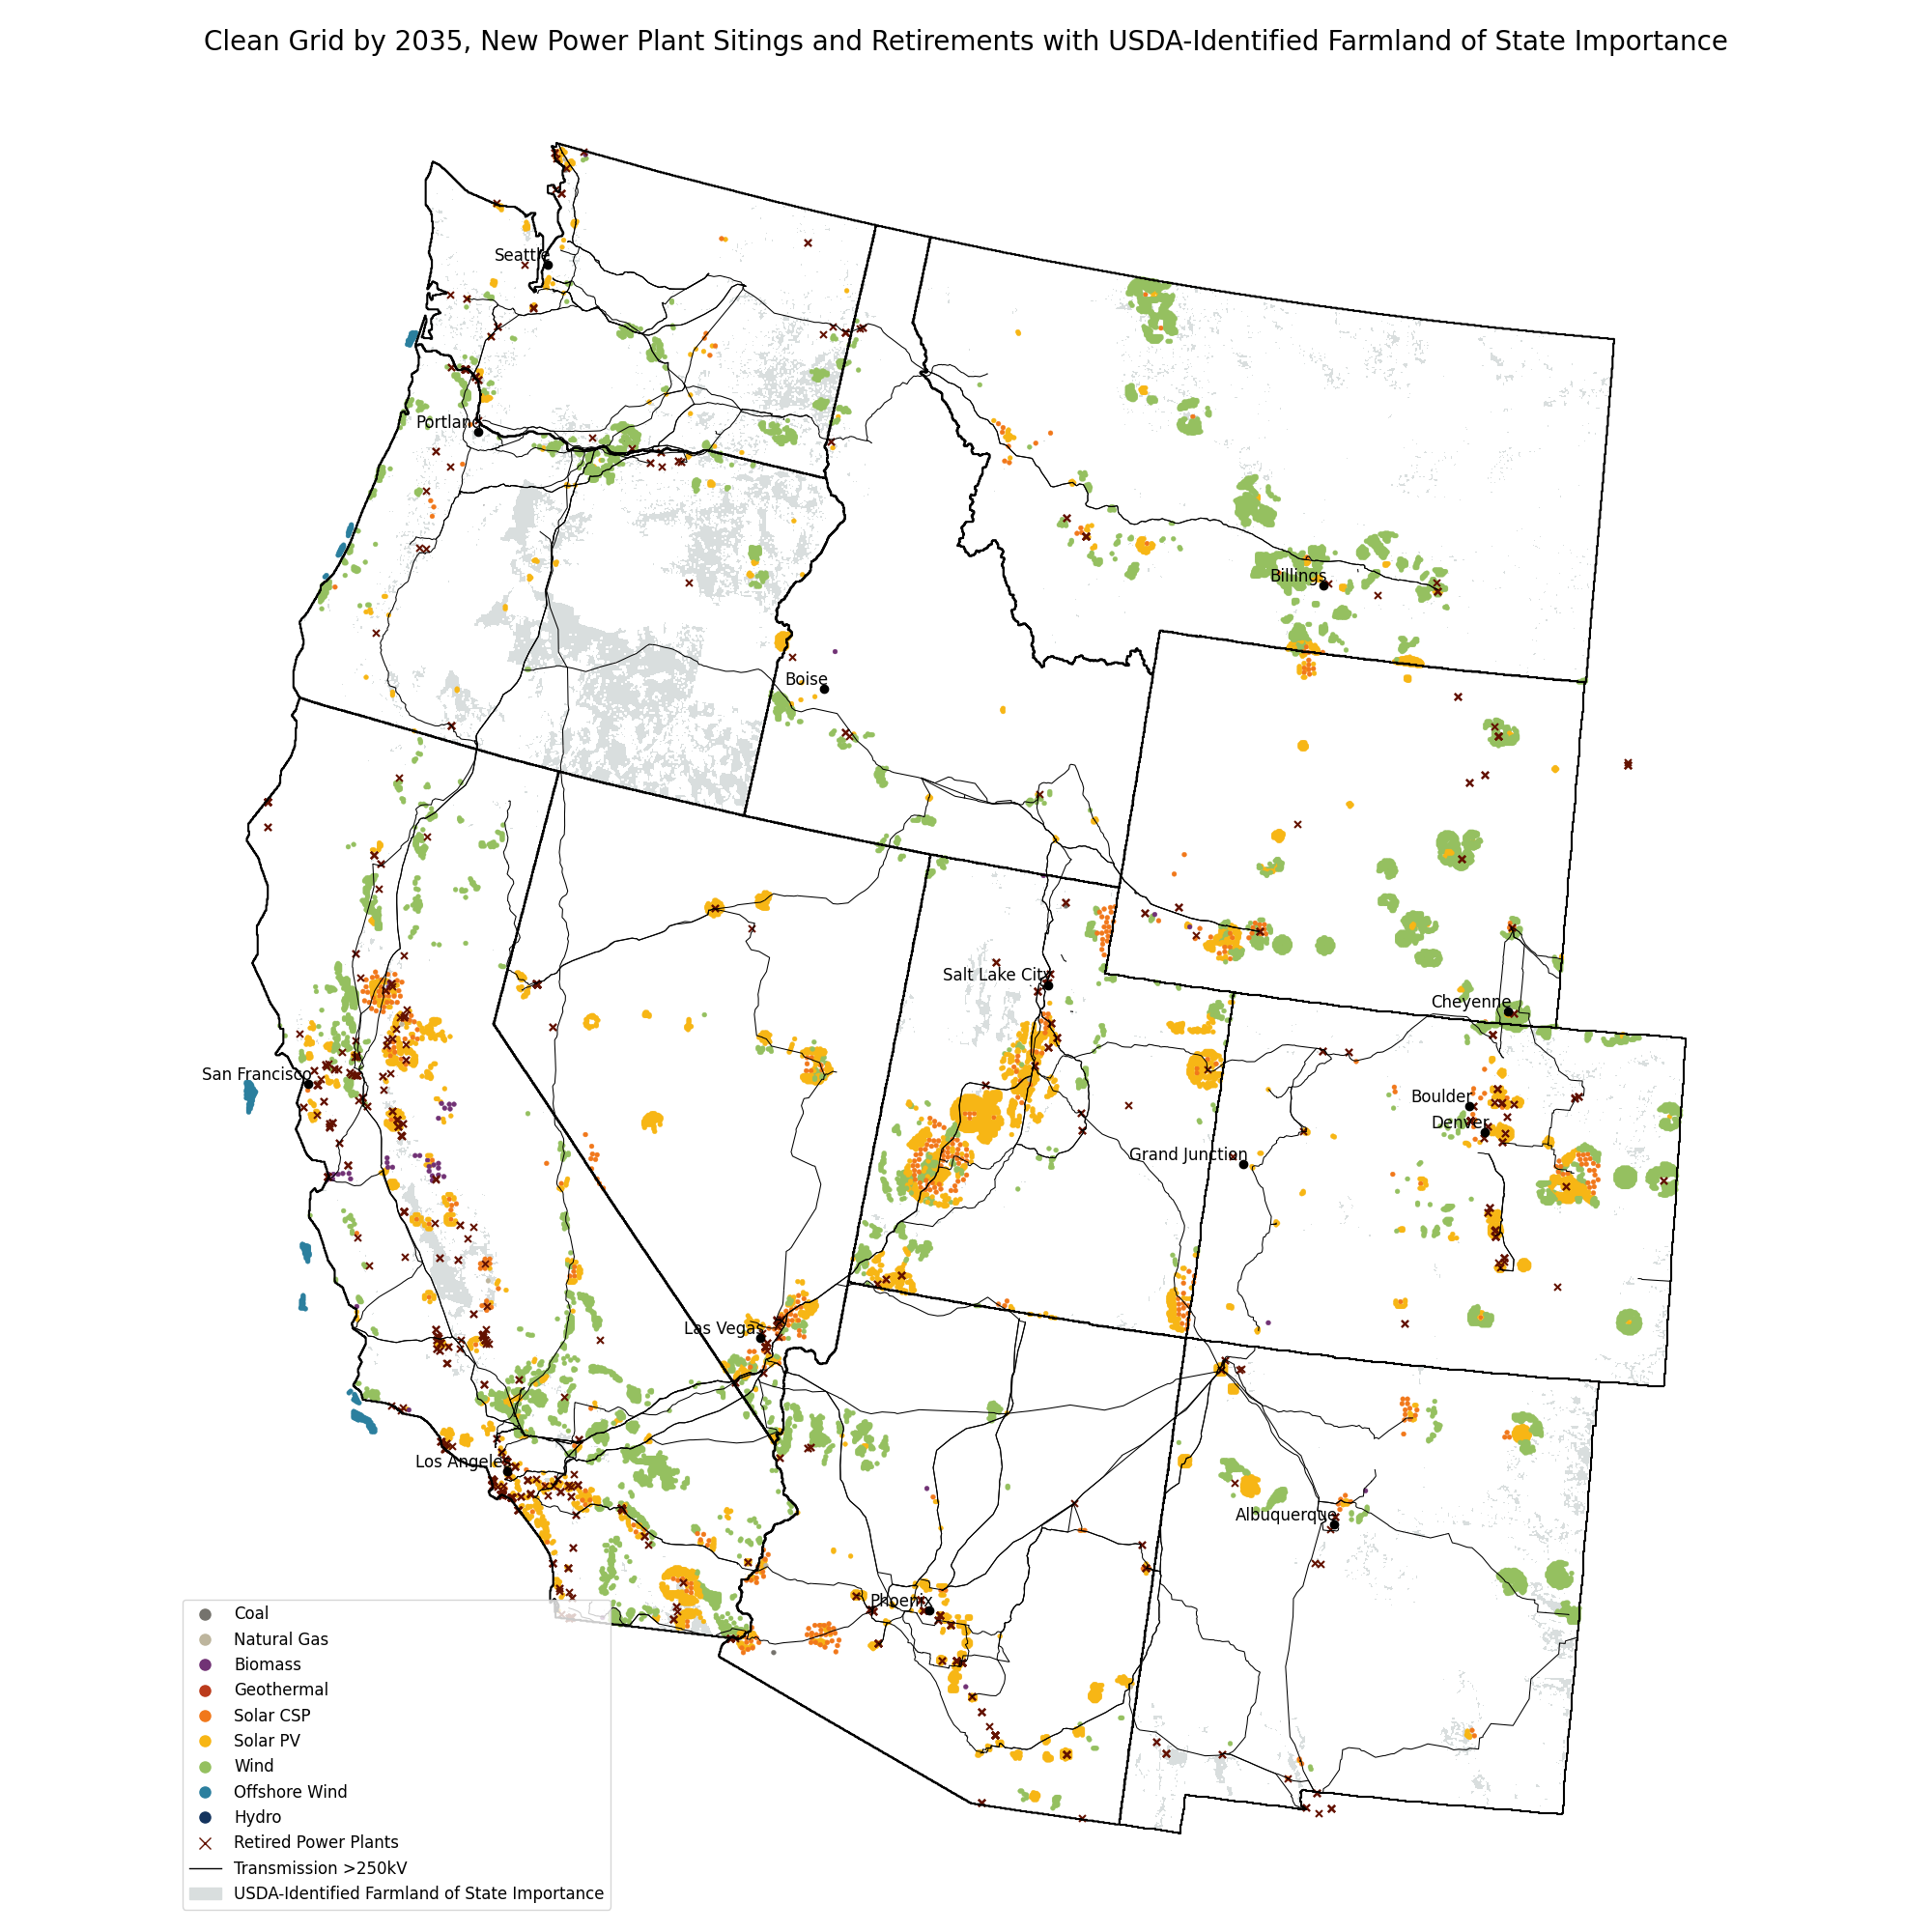 Clean Grid by 2035, New Power Plant Sitings and Retirements with USDA-Identified Farmland of State Importance
Seattle
Portland
Billings
Boise
Salt Lake City
Cheyenne
San Francisco
Boulder
Denver
Grand Junction
Las Vegas
Los Angeles
Albuquerque
Phoenix
Coal
Natural Gas
Biomass
Geothermal
Solar CSP
Solar PV
Wind
Offshore Wind
Hydro
Retired Power Plants
Transmission >250kV
USDA-Identified Farmland of State Importance